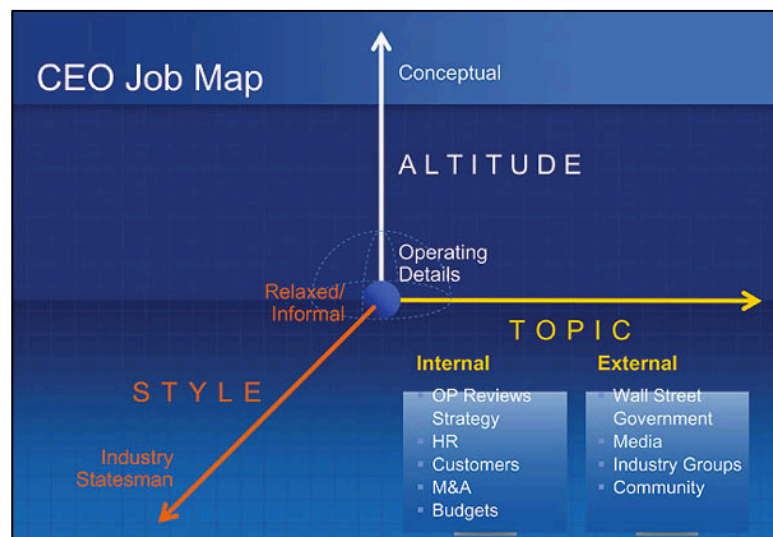 CEO Job Map
Conceptual
ALTITUDE
Operating
Details
Relaxed/
Informal
TOPIC
STYLE
Industry
Statesman
Internal
OP Reviews
Strategy
HR
Customers
M&A
Budgets
External
Wall Street
Government
Media
Industry Groups
Community